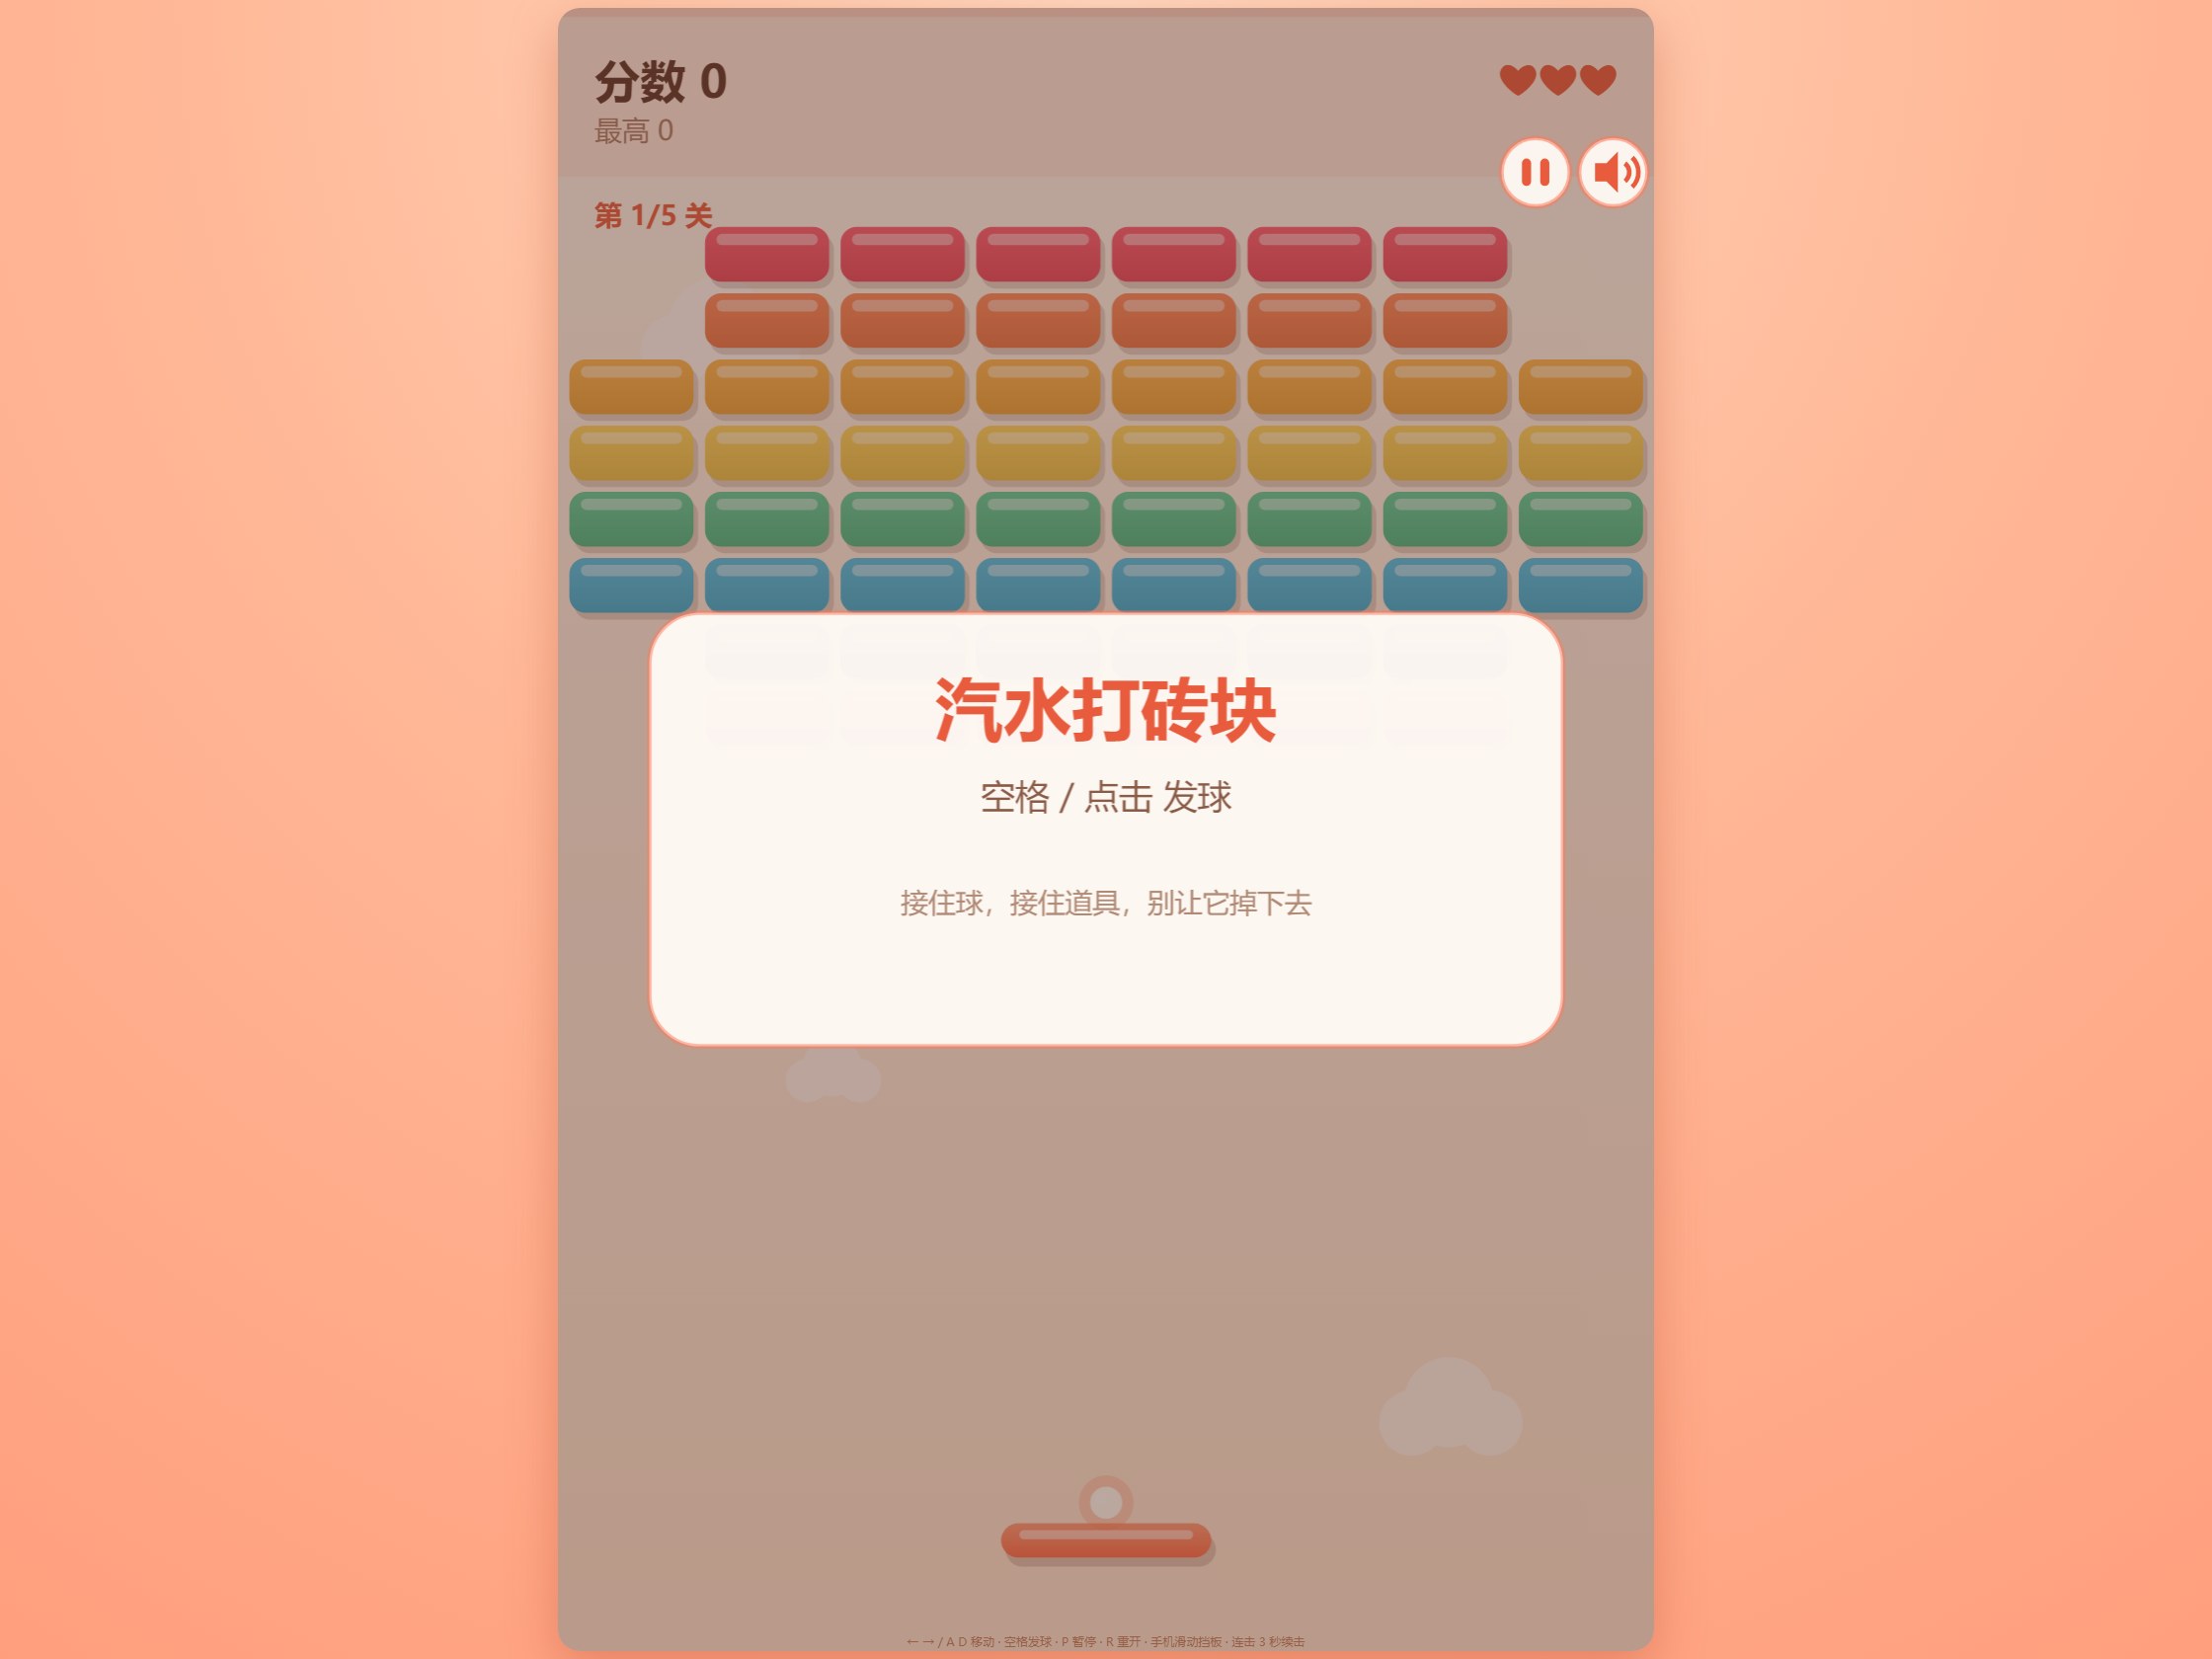 分数 0
最高 0
第 1/5 关
汽水打砖块
空格 / 点击 发球
接住球，接住道具，别让它掉下去
← → / A D 移动 · 空格发球 · P 暂停 · R 重开 · 手机滑动挡板 · 连击 3 秒续击